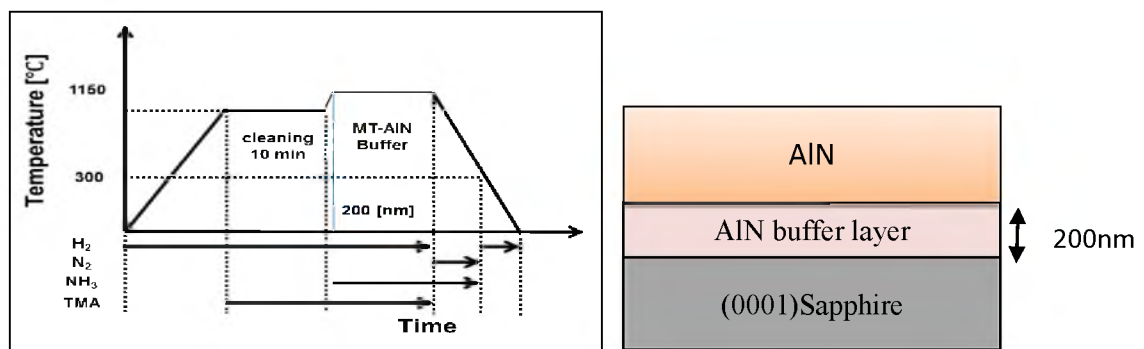 Temperature [°C]
1150
300
cleaning
10 min
MT-AlN
Buffer
200 [nm]
H2
N2
NH3
TMA
Time
AlN
AlN buffer layer
200nm
(0001)Sapphire